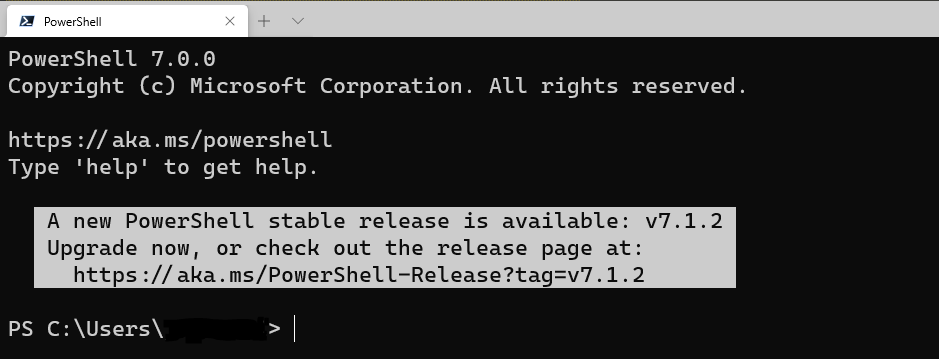 PowerShell
PowerShell 7.0.0
Copyright (c) Microsoft Corporation. All rights reserved.
https://aka.ms/powershell
Type 'help' to get help.
A new PowerShell stable release is available: v7.1.2
Upgrade now, or check out the release page at:
https://aka.ms/PowerShell-Release?tag=v7.1.2
PS C:\Users\ >